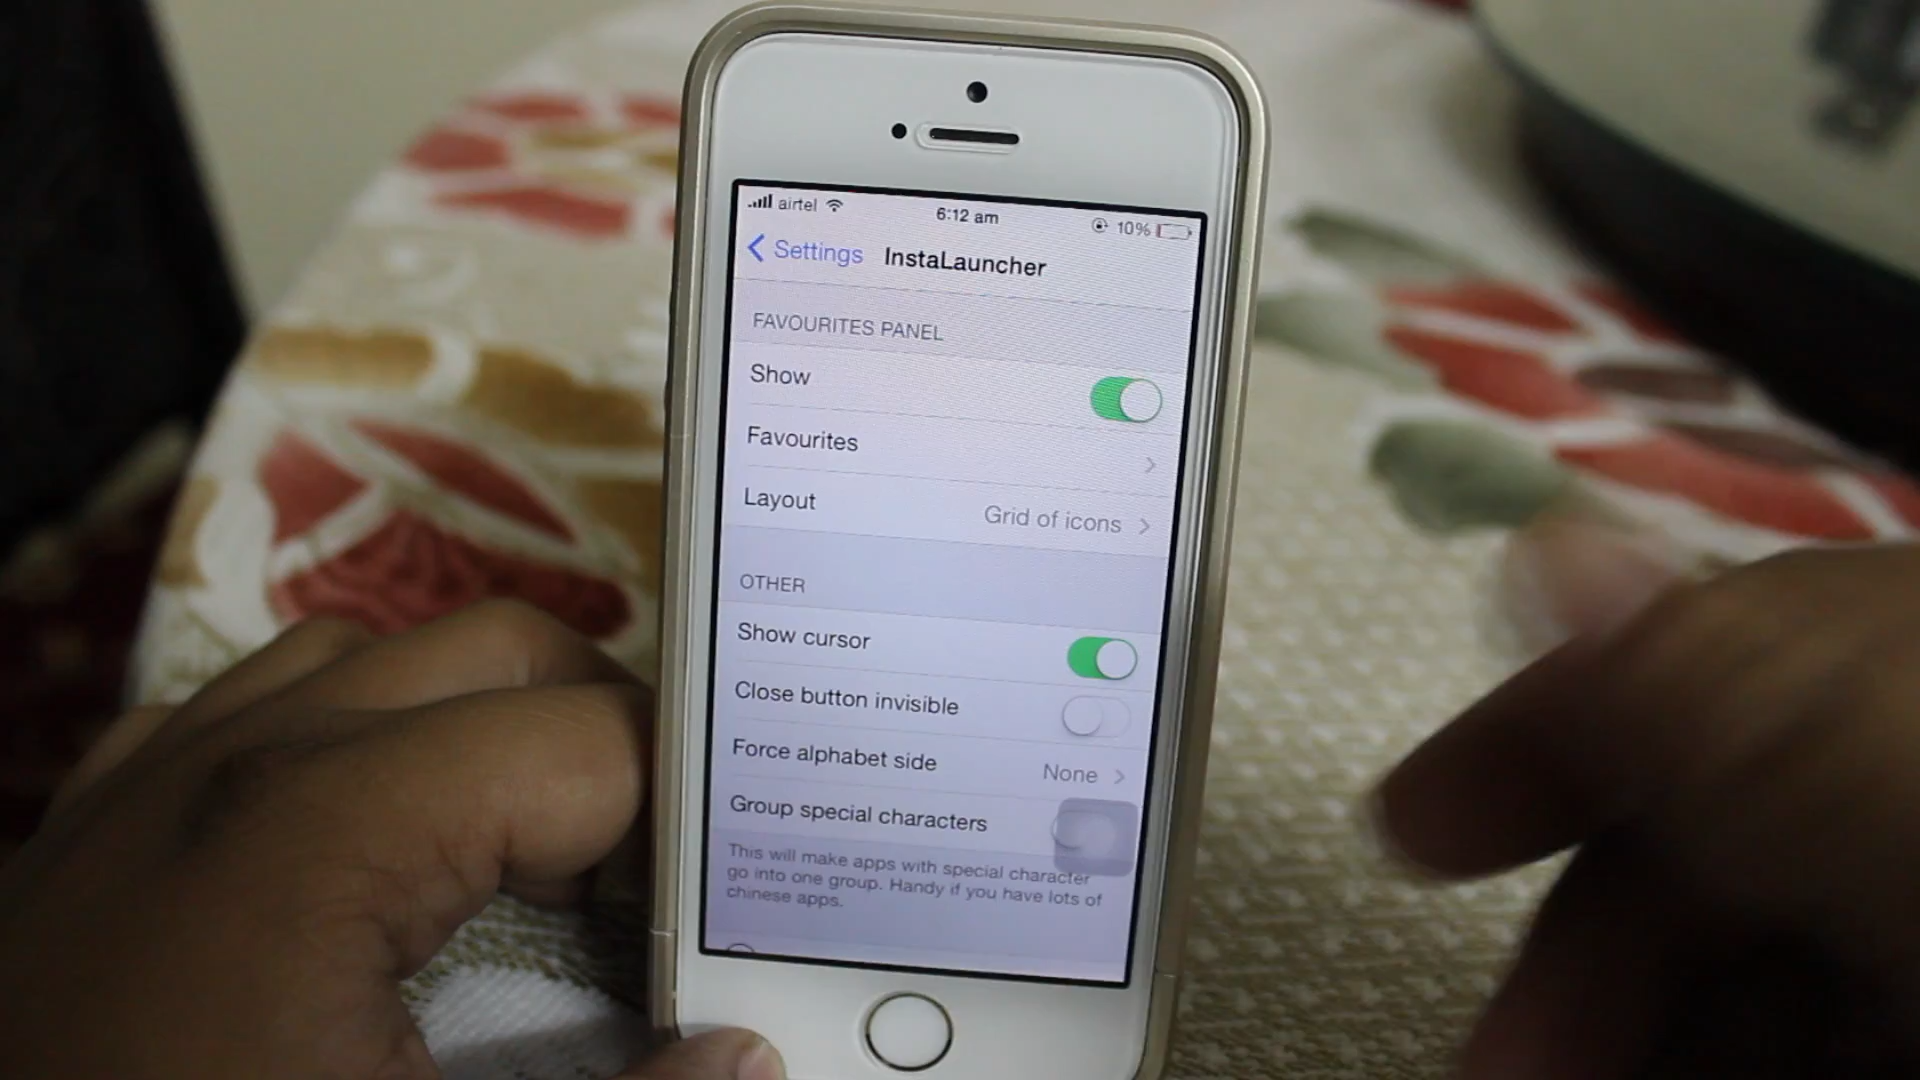 airtel 6:12 am 10%
Settings InstaLauncher
FAVOURITES PANEL
Show
Favourites
Layout Grid of icons
OTHER
Show cursor
Close button invisible
Force alphabet side None
Group special characters
This will make apps with special character
go into one group. Handy if you have lots of
chinese apps.